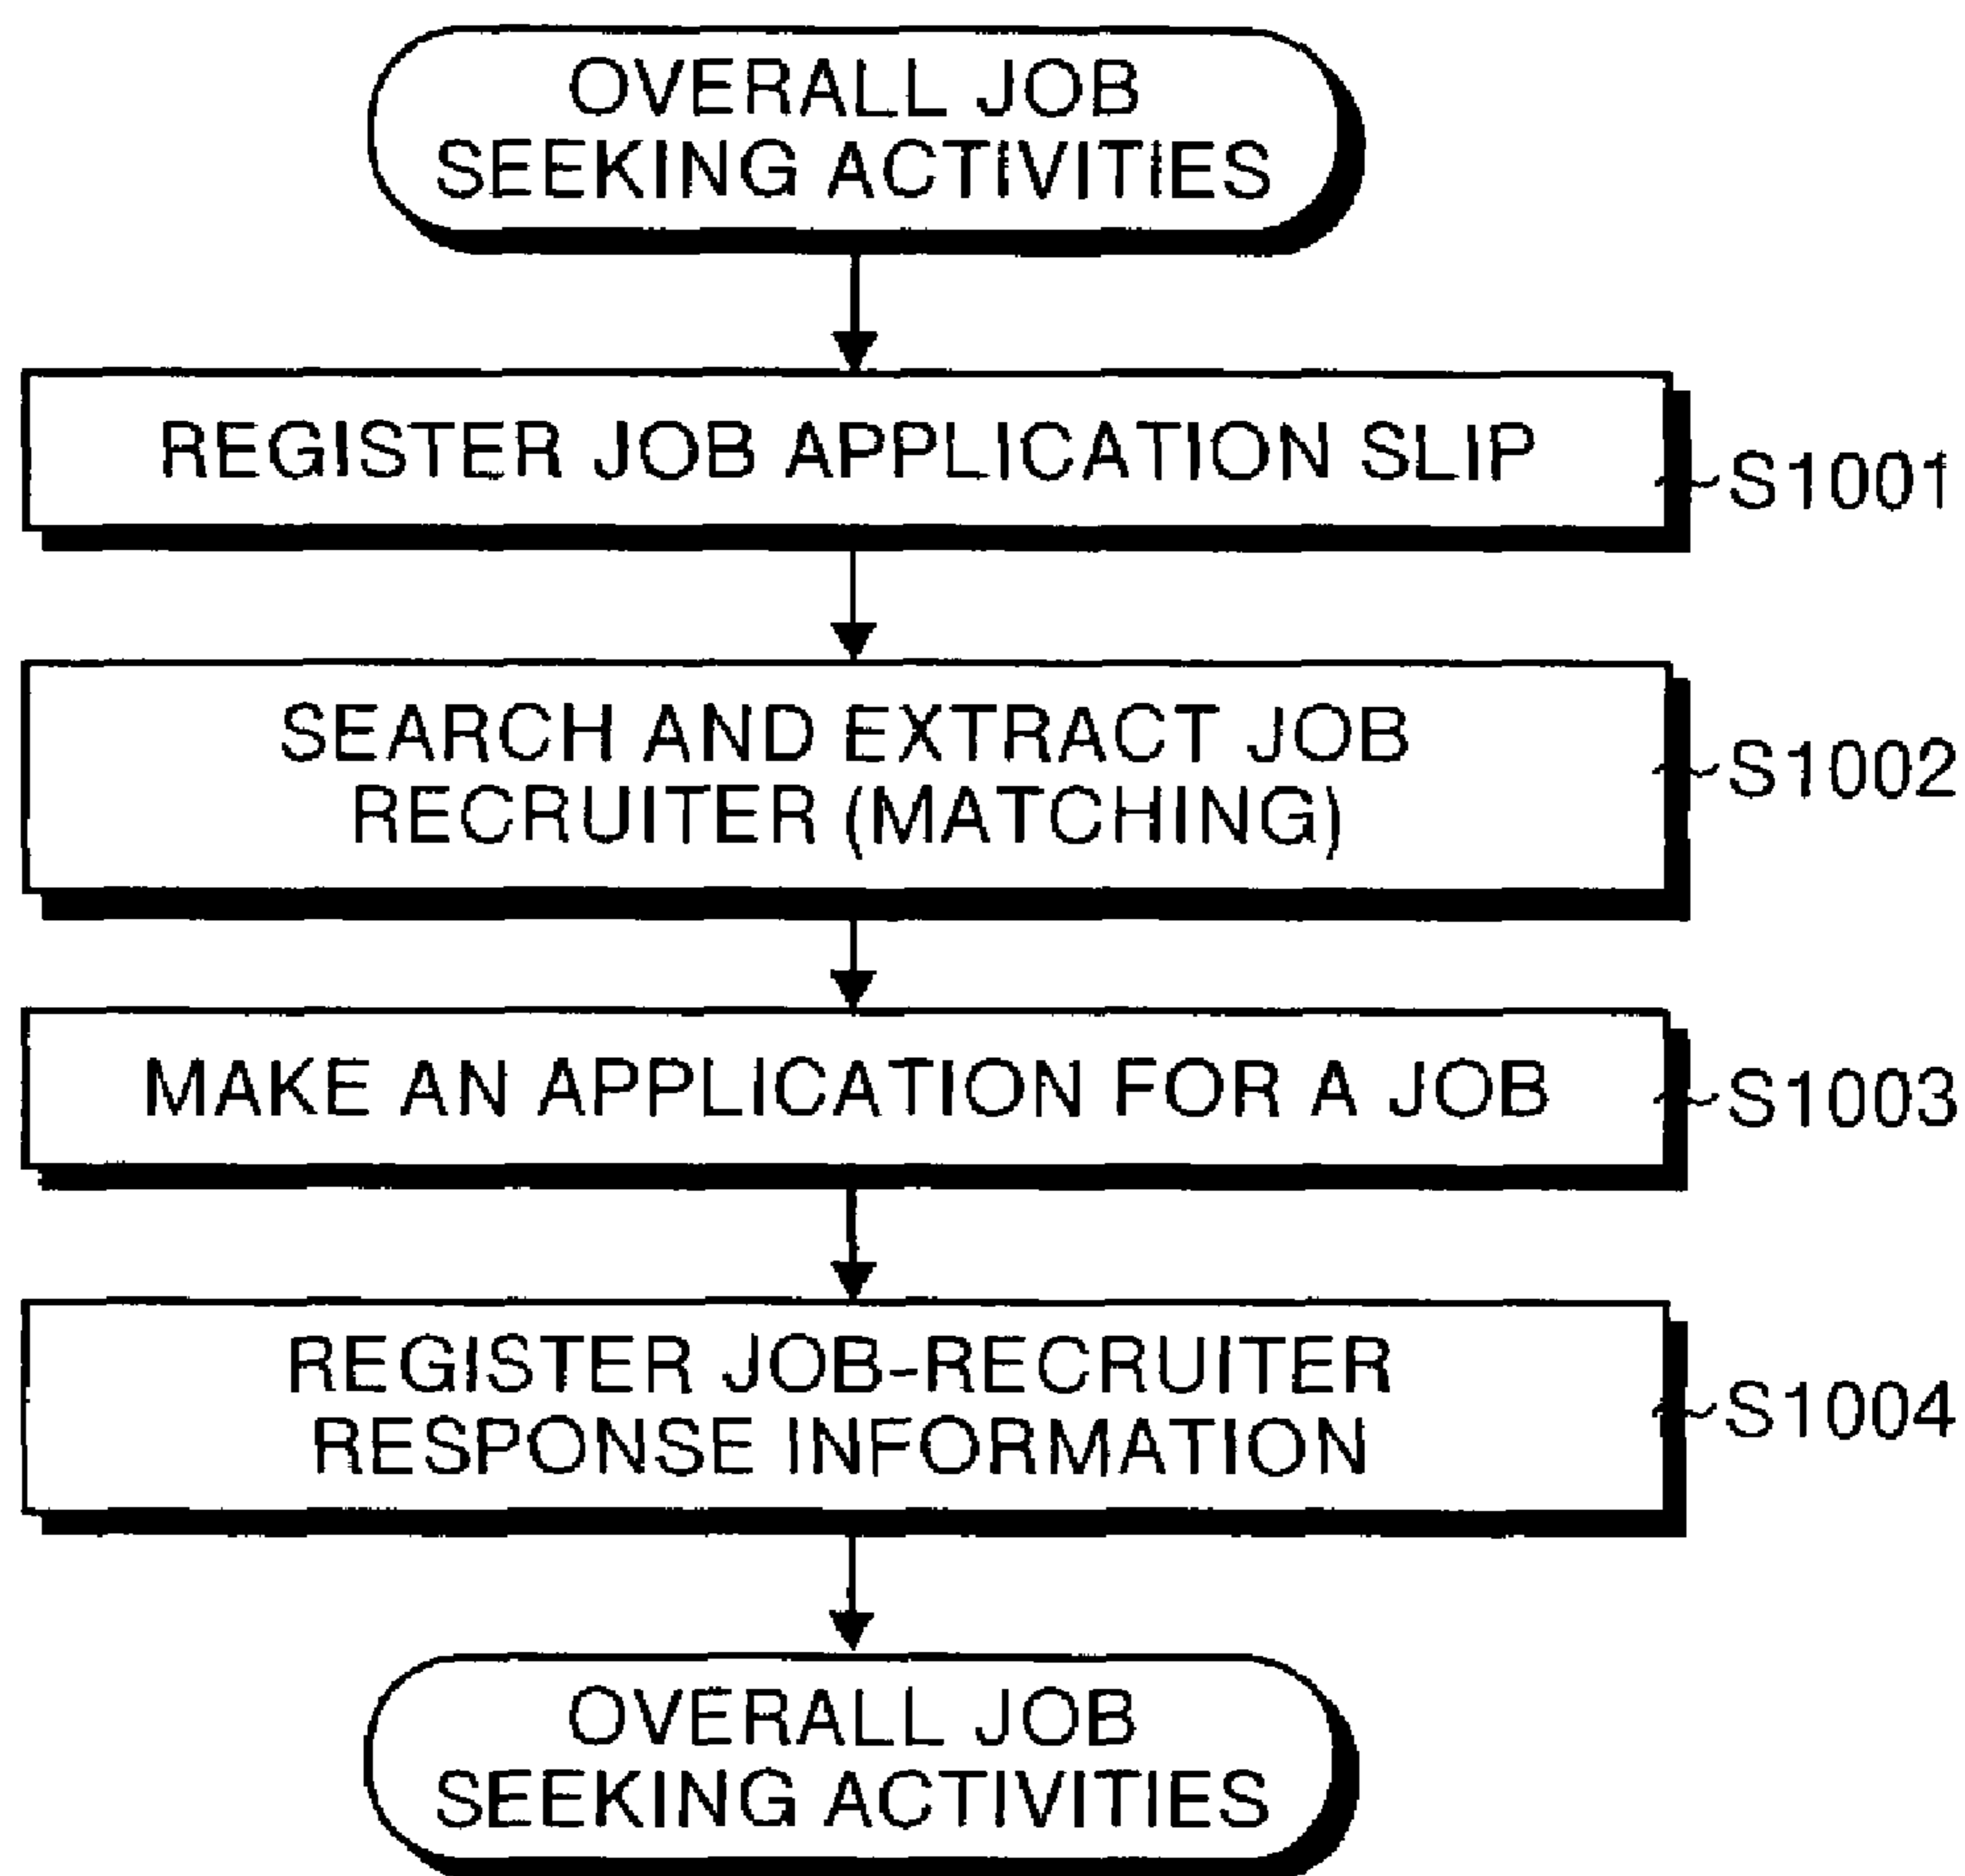 OVERALL JOB
SEEKING ACTIVITIES
REGISTER JOB APPLICATION SLIP
S1001
SEARCH AND EXTRACT JOB
RECRUITER (MATCHING)
S1002
MAKE AN APPLICATION FOR A JOB
S1003
REGISTER JOB-RECRUITER
RESPONSE INFORMATION
S1004
OVERALL JOB
SEEKING ACTIVITIES